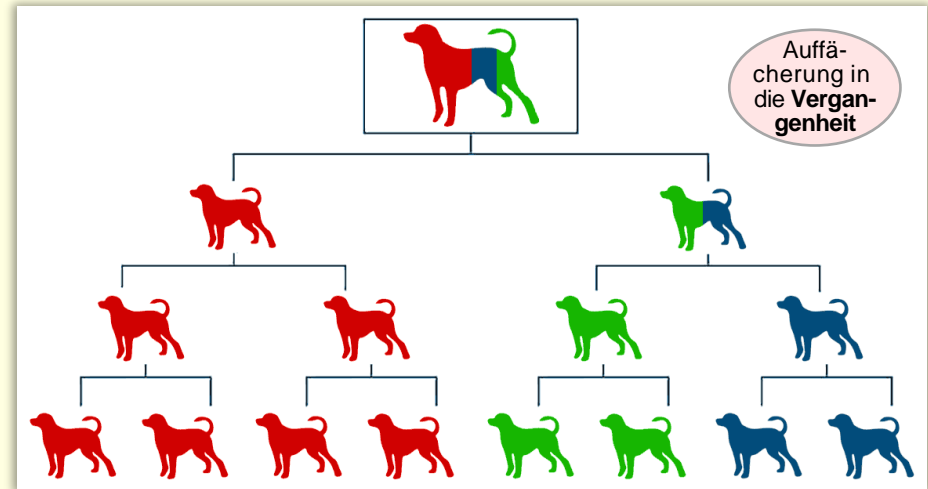 Auffä-
cherung in
die Vergan-
genheit